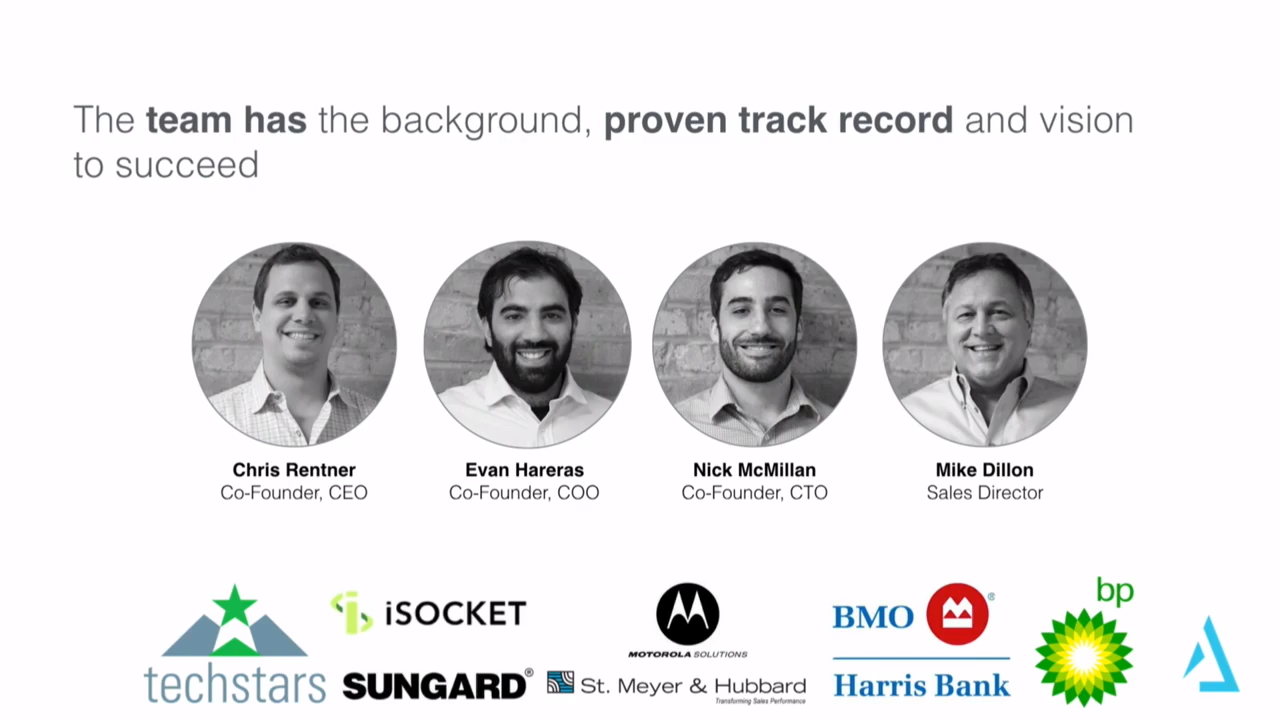 The team has the background, proven track record and vision
to succeed
Chris Rentner
Co-Founder, CEO
Evan Hareras
Co-Founder, COO
Nick McMillan
Co-Founder, CTO
Mike Dillon
Sales Director
techstars
iSOCKET
SUNGARD®
MOTOROLA SOLUTIONS
St. Meyer & Hubbard
Transforming Sales Performance
BMO ®
Harris Bank
bp